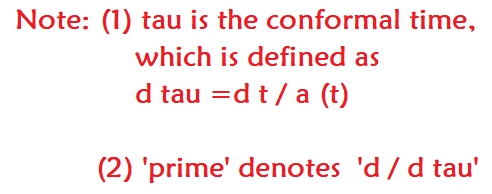 Note: (1) tau is the conformal time,
which is defined as
d tau =d t / a (t)
(2) 'prime' denotes 'd / d tau'